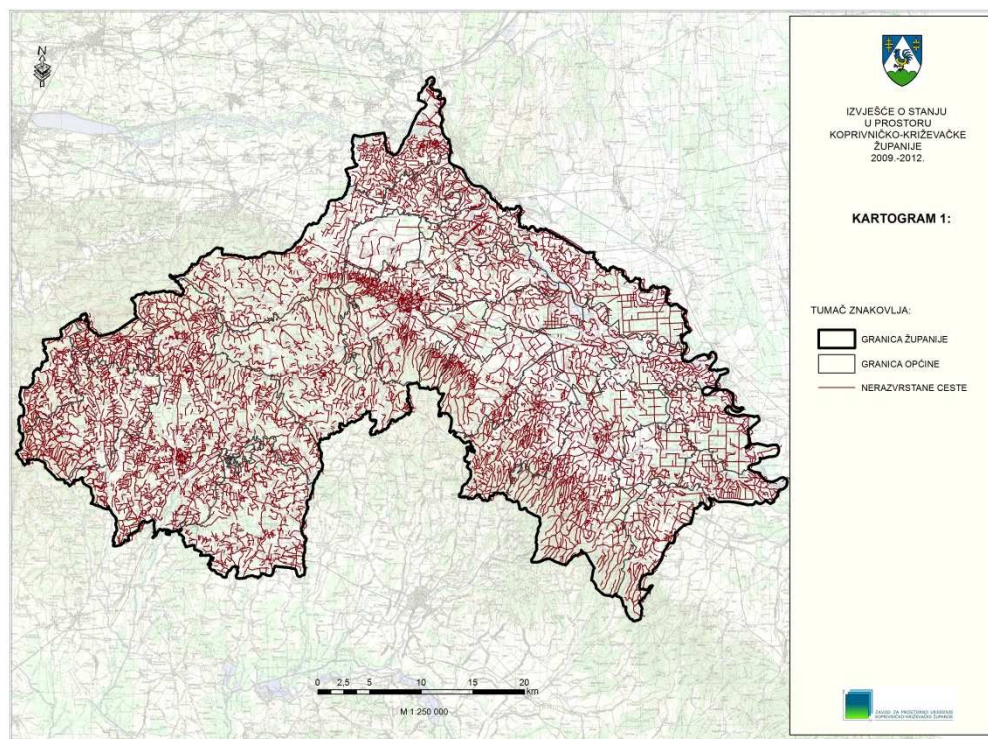 N
IZVJEŠĆE O STANJU
U PROSTORU
KOPRIVNIČKO-KRIŽEVAČKE
ŽUPANIJE
2009.-2012.
KARTOGRAM 1:
TUMAČ ZNAKOVLJA:
GRANICA ŽUPANIJE
GRANICA OPĆINE
NERAZVRSTANE CESTE
0 2,5 5 10 15 20
km
M 1:250 000
ZAVOD ZA PROSTORNO UREĐENJE
KOPRIVNIČKO-KRIŽEVAČKE ŽUPANIJE